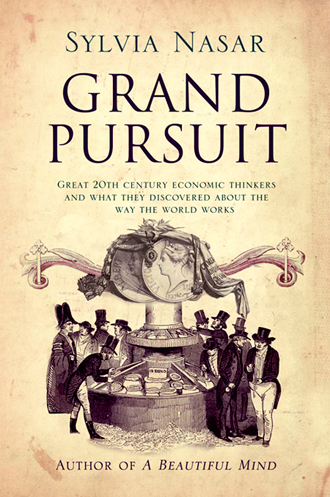 SYLVIA NASAR
GRAND
PURSUIT
GREAT 20TH CENTURY ECONOMIC THINKERS
AND WHAT THEY DISCOVERED ABOUT THE
WAY THE WORLD WORKS
AUTHOR OF A BEAUTIFUL MIND